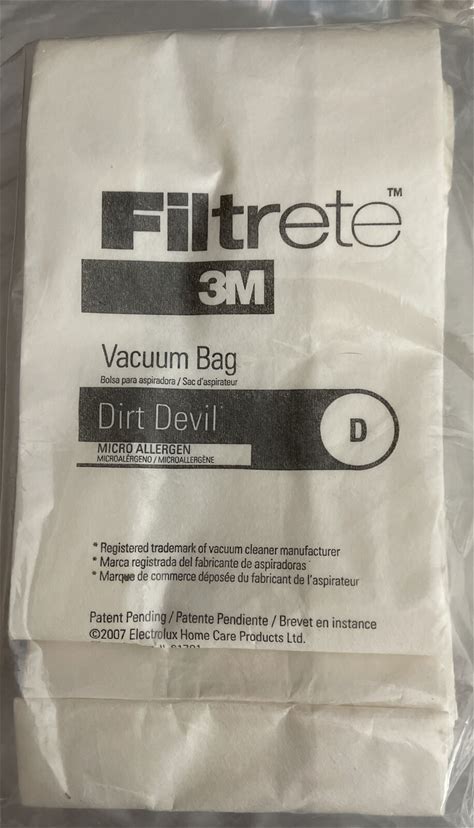 Filtrete™
3M
Vacuum Bag
Bolsa para aspiradora / Sac d'aspirateur
Dirt Devil*
D
MICRO ALLERGEN
MICROALÉRGENO / MICROALLERGÈNE
* Registered trademark of vacuum cleaner manufacturer
* Marca registrada del fabricante de aspiradoras
* Marque de commerce déposée du fabricant de l'aspirateur
Patent Pending / Patente Pendiente / Brevet en instance
©2007 Electrolux Home Care Products Ltd.